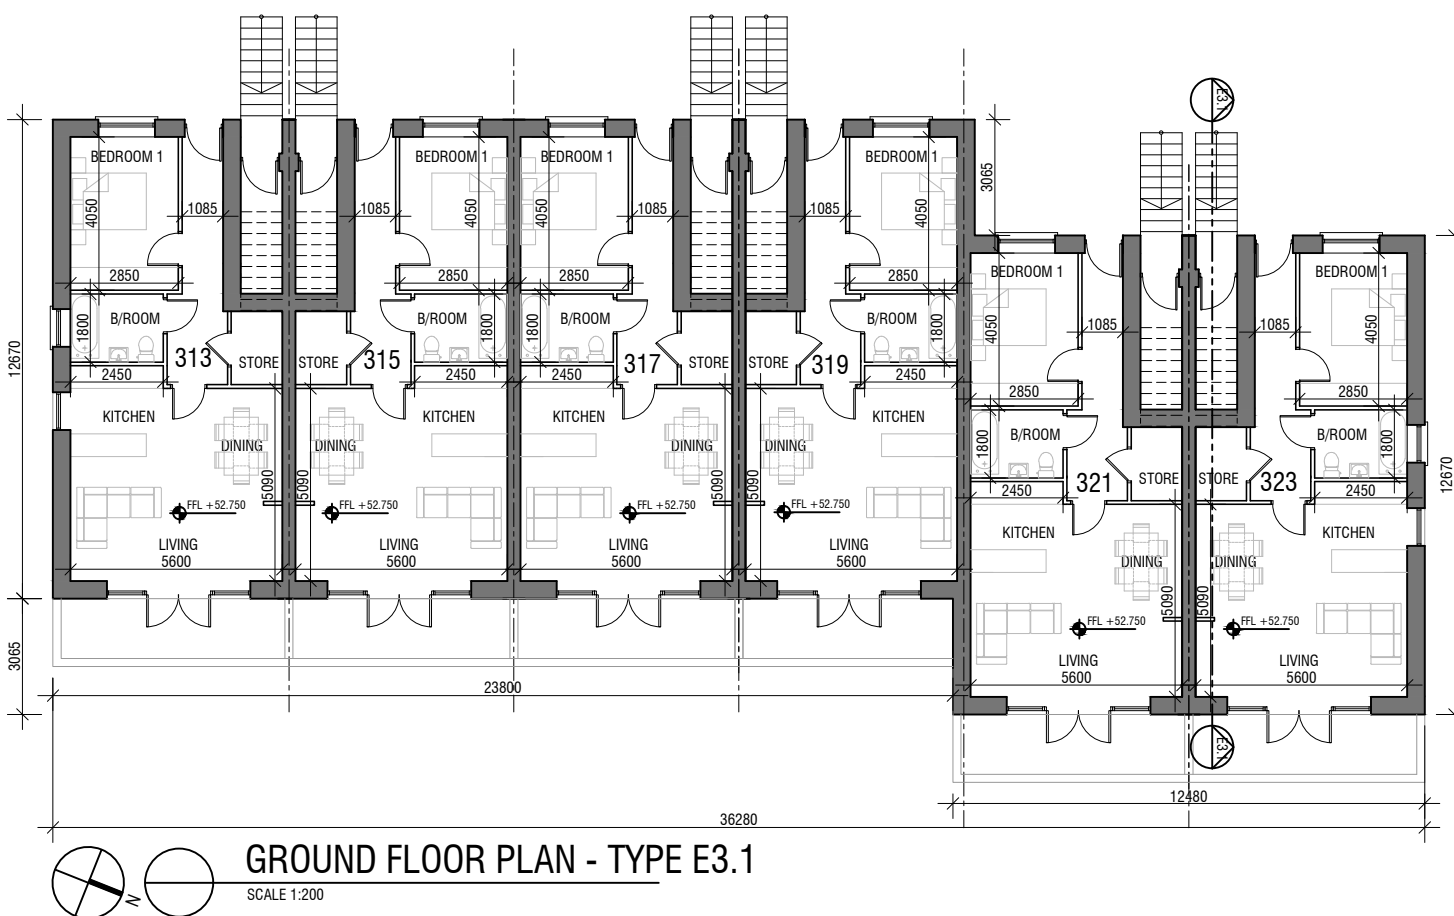 E3.1
BEDROOM 1
BEDROOM 1
BEDROOM 1
BEDROOM 1
3065
4050
1085
1085
4050
4050
1085
1085
4050
2850
2850
2850
2850
BEDROOM 1
BEDROOM 1
1800
B/ROOM
B/ROOM
1800
1800
B/ROOM
B/ROOM
1800
4050
1085
1085
4050
12670
313
STORE
STORE
315
317
STORE
STORE
319
2450
2450
2450
2450
2850
2850
KITCHEN
DINING
DINING
KITCHEN
KITCHEN
DINING
DINING
KITCHEN
1800
B/ROOM
B/ROOM
1800
5090
5090
5090
5090
321
STORE
STORE
323
12670
2450
2450
FFL +52.750
FFL +52.750
FFL +52.750
FFL +52.750
KITCHEN
DINING
DINING
KITCHEN
LIVING
LIVING
LIVING
LIVING
5600
5600
5600
5600
5090
5090
FFL +52.750
FFL +52.750
3065
LIVING
LIVING
5600
5600
23800
E3.1
12480
36280
GROUND FLOOR PLAN - TYPE E3.1
N
SCALE 1:200